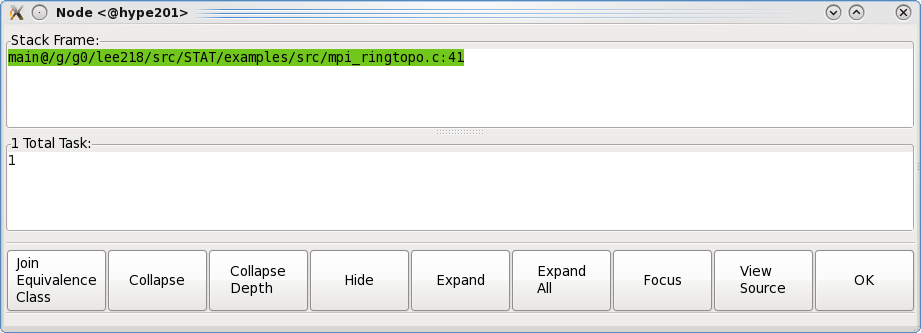 Node <@hype201>
Stack Frame:
main@/g/g0/lee218/src/STAT/examples/src/mpi_ringtopo.c:41
1 Total Task:
1
Join
Equivalence
Class
Collapse
Collapse
Depth
Hide
Expand
Expand
All
Focus
View
Source
OK